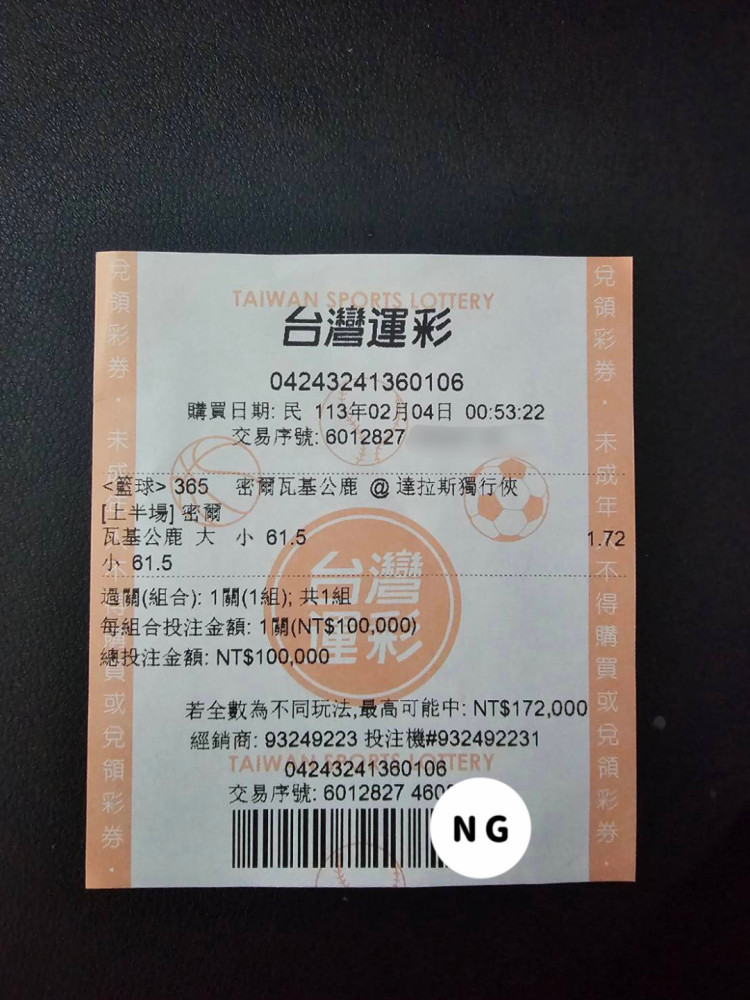 TAIWAN SPORTS LOTTERY
台灣運彩
04243241360106
購買日期: 民 113年02月04日 00:53:22
交易序號: 6012827
<籃球> 365 密爾瓦基公鹿 @ 達拉斯獨行俠
[上半場] 密爾
瓦基公鹿 大 小 61.5 1.72
小 61.5
台灣運彩
過關(組合): 1關(1組); 共1組
每組合投注金額: 1關(NT$100,000)
總投注金額: NT$100,000
若全數為不同玩法,最高可能中: NT$172,000
經銷商: 93249223 投注機#932492231
TAIWAN SPORTS LOTTERY
04243241360106
交易序號: 6012827 460
NG
兌領彩券・未成年不得購買或兌領彩券・
兌領彩券・未成年不得購買或兌領彩券・